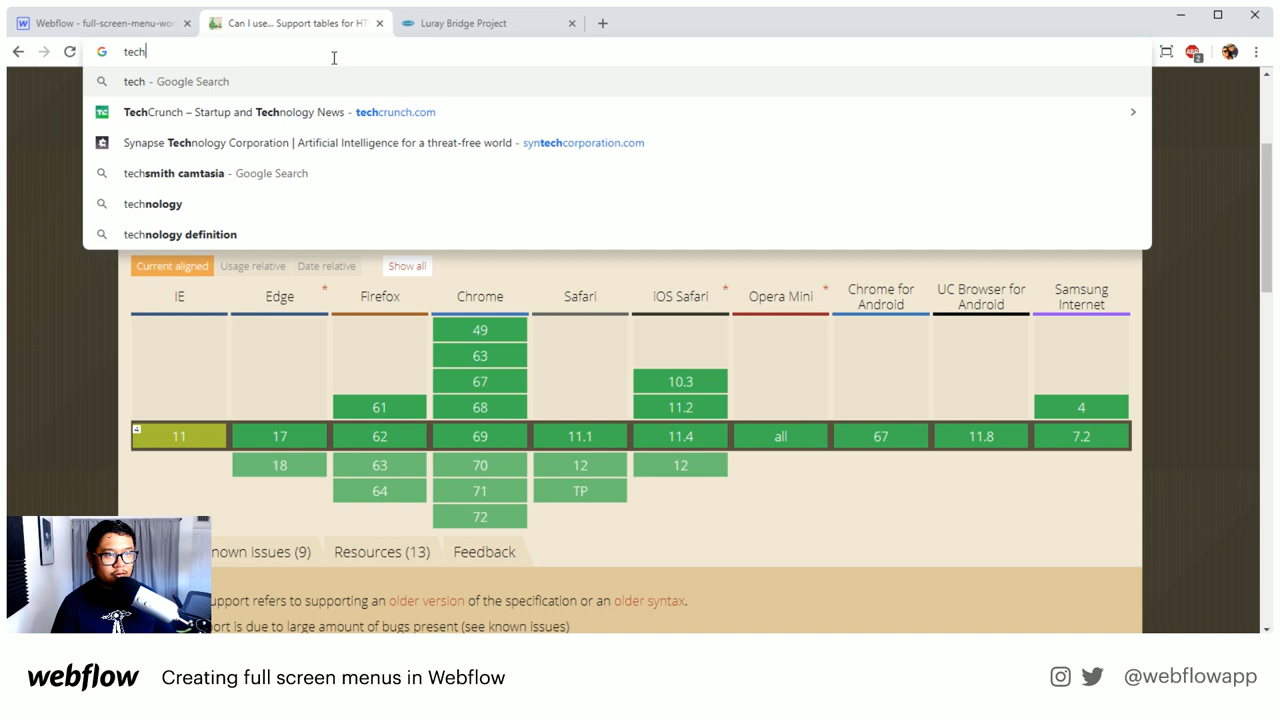 Webflow - full-screen-menu-wor
Can I use... Support tables for HT
Luray Bridge Project
tech
tech - Google Search
TechCrunch – Startup and Technology News - techcrunch.com
Synapse Technology Corporation | Artificial Intelligence for a threat-free world - syntechcorporation.com
techsmith camtasia - Google Search
technology
technology definition
Current aligned Usage relative Date relative Show all
IE Edge * Firefox Chrome Safari iOS Safari * Opera Mini * Chrome for Android UC Browser for Android Samsung Internet
49
63
67 10.3
61 68 11.2 4
4 11 17 62 69 11.1 11.4 all 67 11.8 7.2
18 63 70 12 12
64 71 TP
72
nown issues (9) Resources (13) Feedback
upport refers to supporting an older version of the specification or an older syntax.
port is due to large amount of bugs present (see known issues)
webflow Creating full screen menus in Webflow @webflowapp